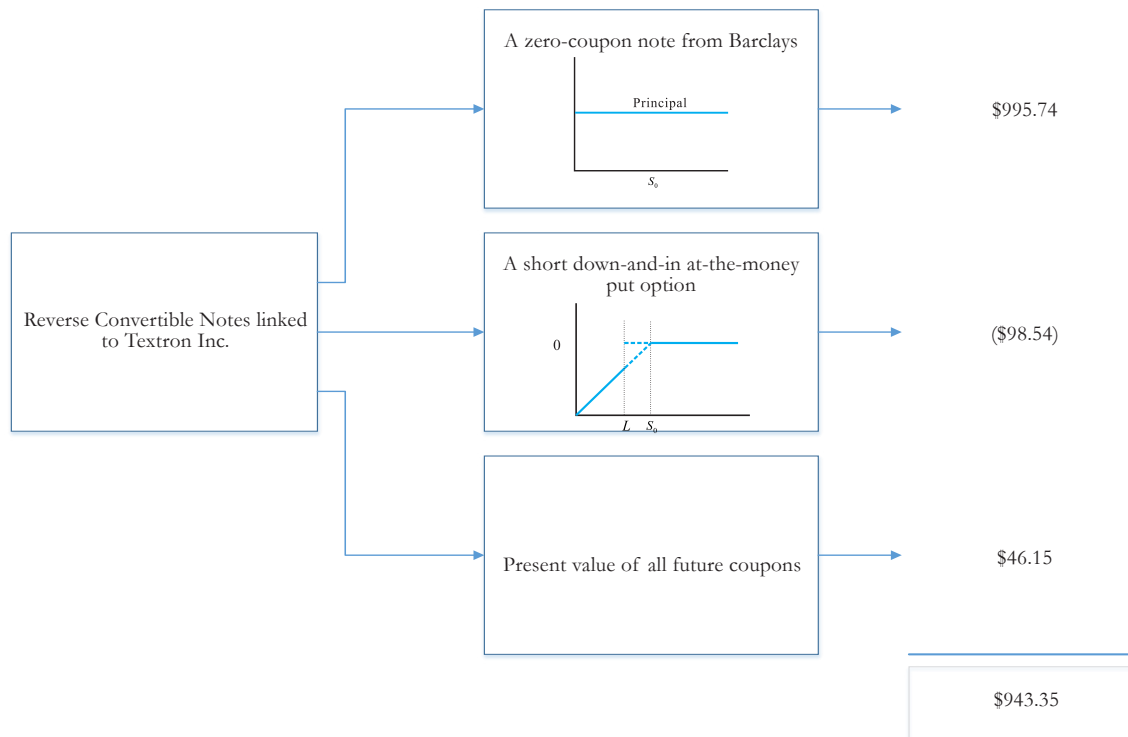 A zero-coupon note from Barclays
Principal
S₀
$995.74
Reverse Convertible Notes linked
to Textron Inc.
A short down-and-in at-the-money
put option
0
L S₀
($98.54)
Present value of all future coupons
$46.15
$943.35